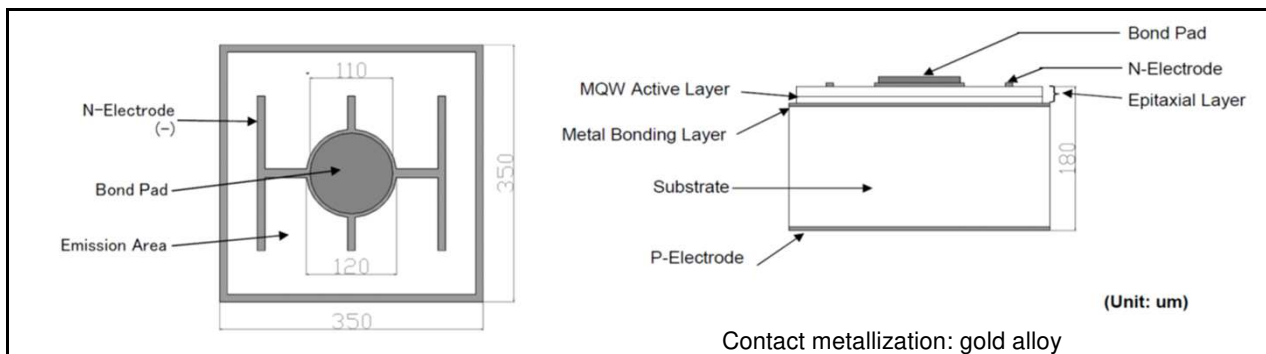 110
N-Electrode
(-)
Bond Pad
350
Emission Area
120
350
Bond Pad
N-Electrode
MQW Active Layer
Epitaxial Layer
Metal Bonding Layer
180
Substrate
P-Electrode
(Unit: um)
Contact metallization: gold alloy